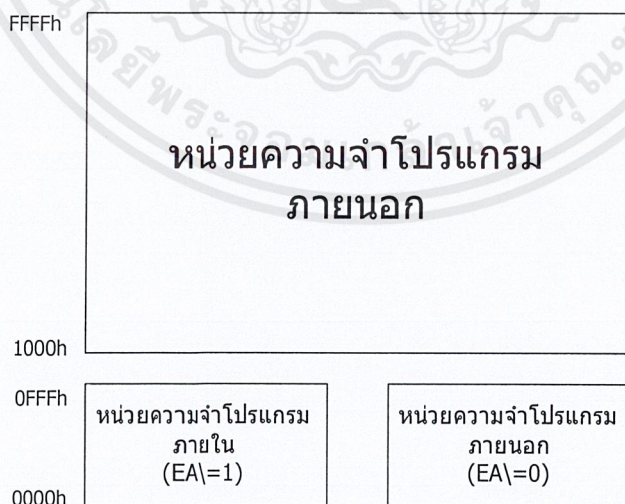 FFFFh
หน่วยความจำโปรแกรม
ภายนอก
1000h
0FFFh
หน่วยความจำโปรแกรม
ภายใน
(EA\=1)
หน่วยความจำโปรแกรม
ภายนอก
(EA\=0)
0000h